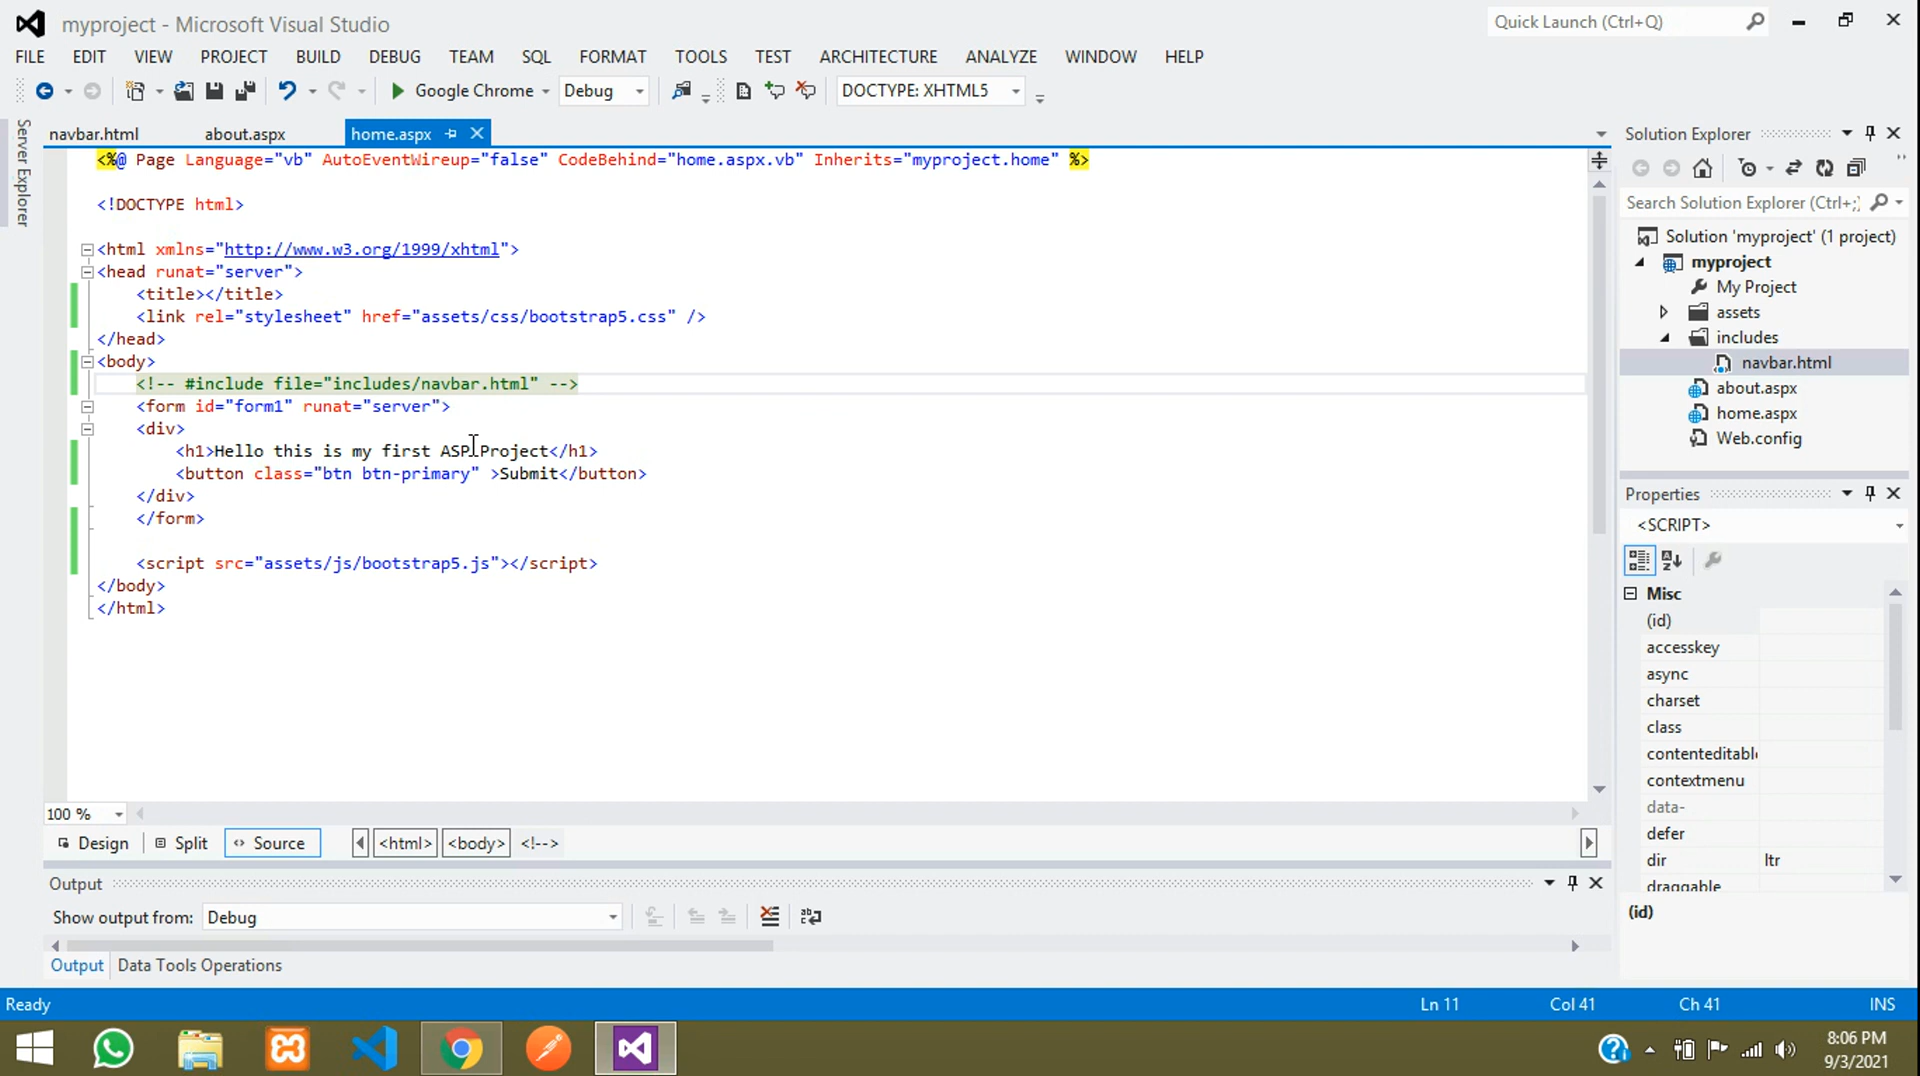 myproject - Microsoft Visual Studio
Quick Launch (Ctrl+Q)
FILE EDIT VIEW PROJECT BUILD DEBUG TEAM SQL FORMAT TOOLS TEST ARCHITECTURE ANALYZE WINDOW HELP
Google Chrome Debug DOCTYPE: XHTML5
Server Explorer
navbar.html about.aspx home.aspx
<%@ Page Language="vb" AutoEventWireup="false" CodeBehind="home.aspx.vb" Inherits="myproject.home" %>
<!DOCTYPE html>
<html xmlns="http://www.w3.org/1999/xhtml">
<head runat="server">
<title></title>
<link rel="stylesheet" href="assets/css/bootstrap5.css" />
</head>
<body>
<!-- #include file="includes/navbar.html" -->
<form id="form1" runat="server">
<div>
<h1>Hello this is my first ASP Project</h1>
<button class="btn btn-primary" >Submit</button>
</div>
</form>
<script src="assets/js/bootstrap5.js"></script>
</body>
</html>
100 %
Design Split Source <html> <body> <!-->
Output
Show output from: Debug
Output Data Tools Operations
Solution Explorer
Search Solution Explorer (Ctrl+;)
Solution 'myproject' (1 project)
myproject
My Project
assets
includes
navbar.html
about.aspx
home.aspx
Web.config
Properties
<SCRIPT>
Misc
(id)
accesskey
async
charset
class
contenteditable
contextmenu
data-
defer
dir ltr
draggable
(id)
Ready Ln 11 Col 41 Ch 41 INS
8:06 PM
9/3/2021